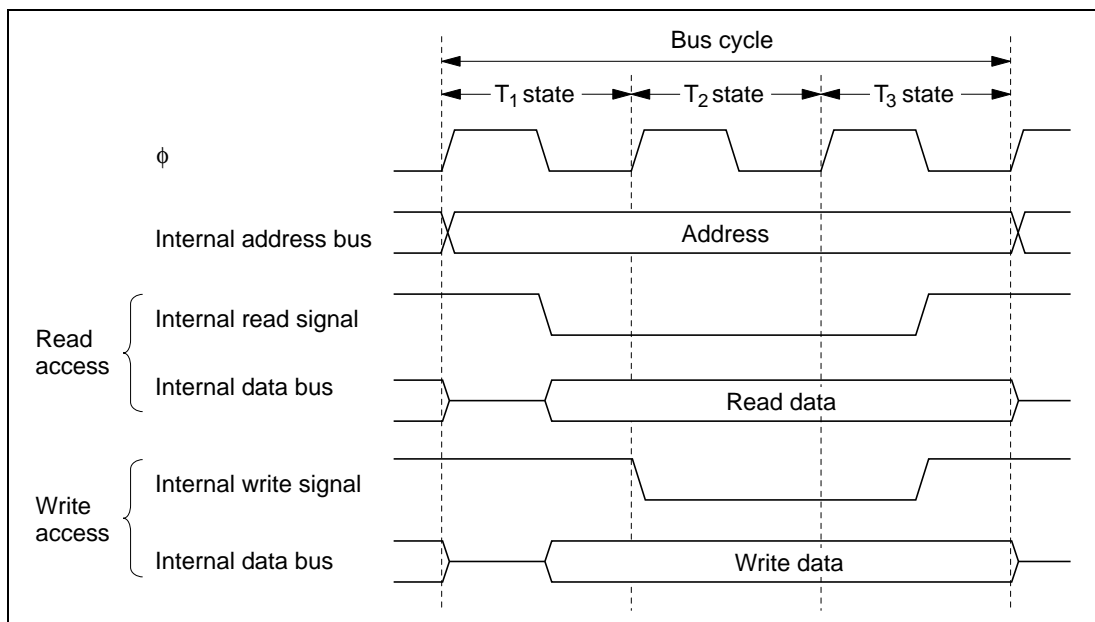 Bus cycle
T₁ state T₂ state T₃ state
ϕ
Internal address bus Address
Read access
Internal read signal
Internal data bus Read data
Write access
Internal write signal
Internal data bus Write data